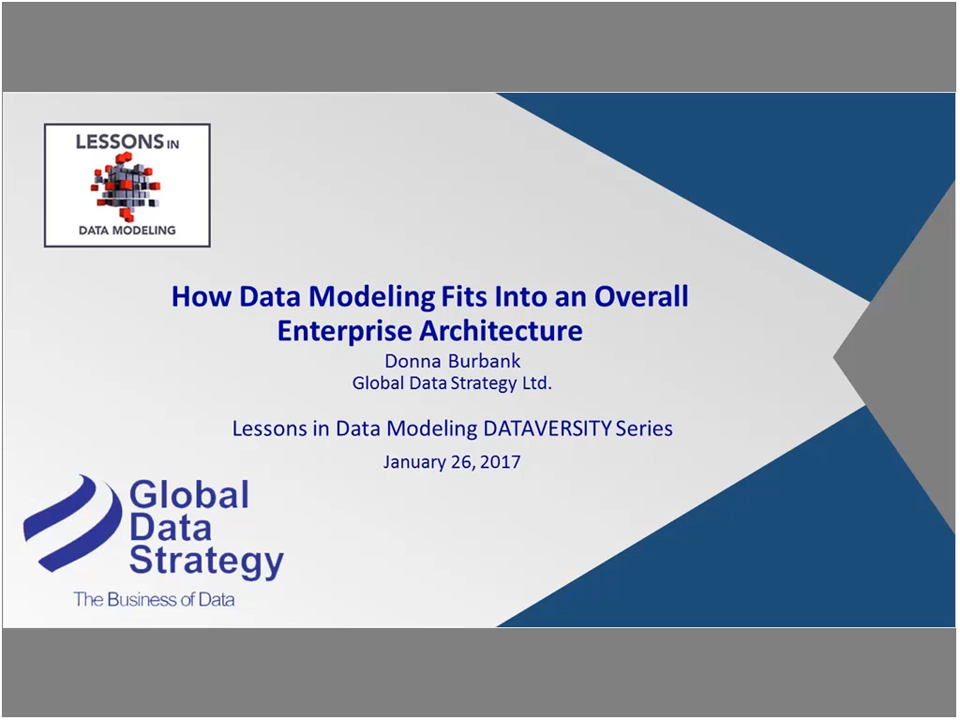 LESSONS IN
DATA MODELING
How Data Modeling Fits Into an Overall
Enterprise Architecture
Donna Burbank
Global Data Strategy Ltd.
Lessons in Data Modeling DATAVERSITY Series
January 26, 2017
Global
Data
Strategy
The Business of Data